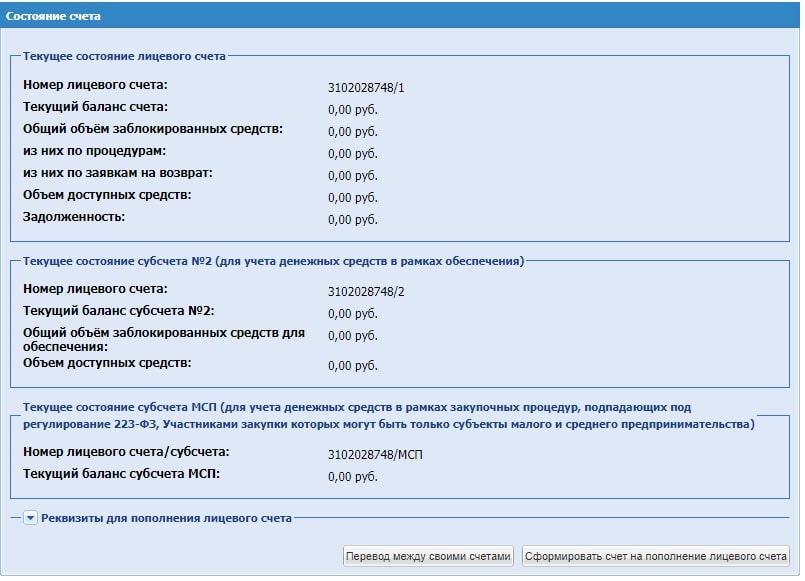 Состояние счета
Текущее состояние лицевого счета
Номер лицевого счета: 3102028748/1
Текущий баланс счета: 0,00 руб.
Общий объём заблокированных средств: 0,00 руб.
из них по процедурам: 0,00 руб.
из них по заявкам на возврат: 0,00 руб.
Объем доступных средств: 0,00 руб.
Задолженность: 0,00 руб.
Текущее состояние субсчета №2 (для учета денежных средств в рамках обеспечения)
Номер лицевого счета: 3102028748/2
Текущий баланс субсчета №2: 0,00 руб.
Общий объём заблокированных средств для 0,00 руб.
обеспечения:
Объем доступных средств: 0,00 руб.
Текущее состояние субсчета МСП (для учета денежных средств в рамках закупочных процедур, подпадающих под
регулирование 223-ФЗ, Участниками закупки которых могут быть только субъекты малого и среднего предпринимательства)
Номер лицевого счета/субсчета: 3102028748/МСП
Текущий баланс субсчета МСП: 0,00 руб.
Реквизиты для пополнения лицевого счета
Перевод между своими счетами Сформировать счет на пополнение лицевого счета